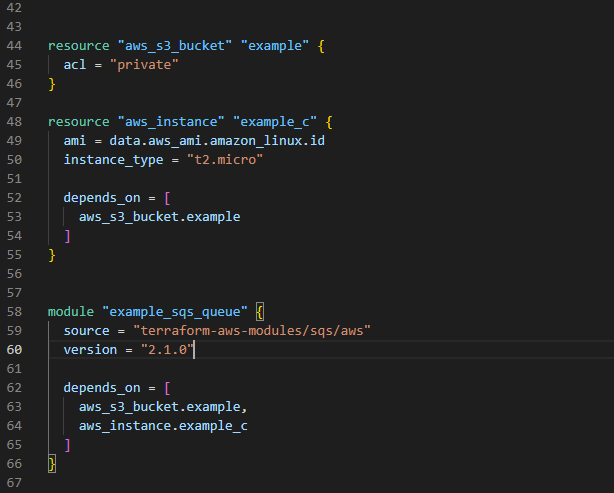 42
43
44 resource "aws_s3_bucket" "example" {
45 acl = "private"
46 }
47
48 resource "aws_instance" "example_c" {
49 ami = data.aws_ami.amazon_linux.id
50 instance_type = "t2.micro"
51
52 depends_on = [
53 aws_s3_bucket.example
54 ]
55 }
56
57
58 module "example_sqs_queue" {
59 source = "terraform-aws-modules/sqs/aws"
60 version = "2.1.0"
61
62 depends_on = [
63 aws_s3_bucket.example,
64 aws_instance.example_c
65 ]
66 }
67